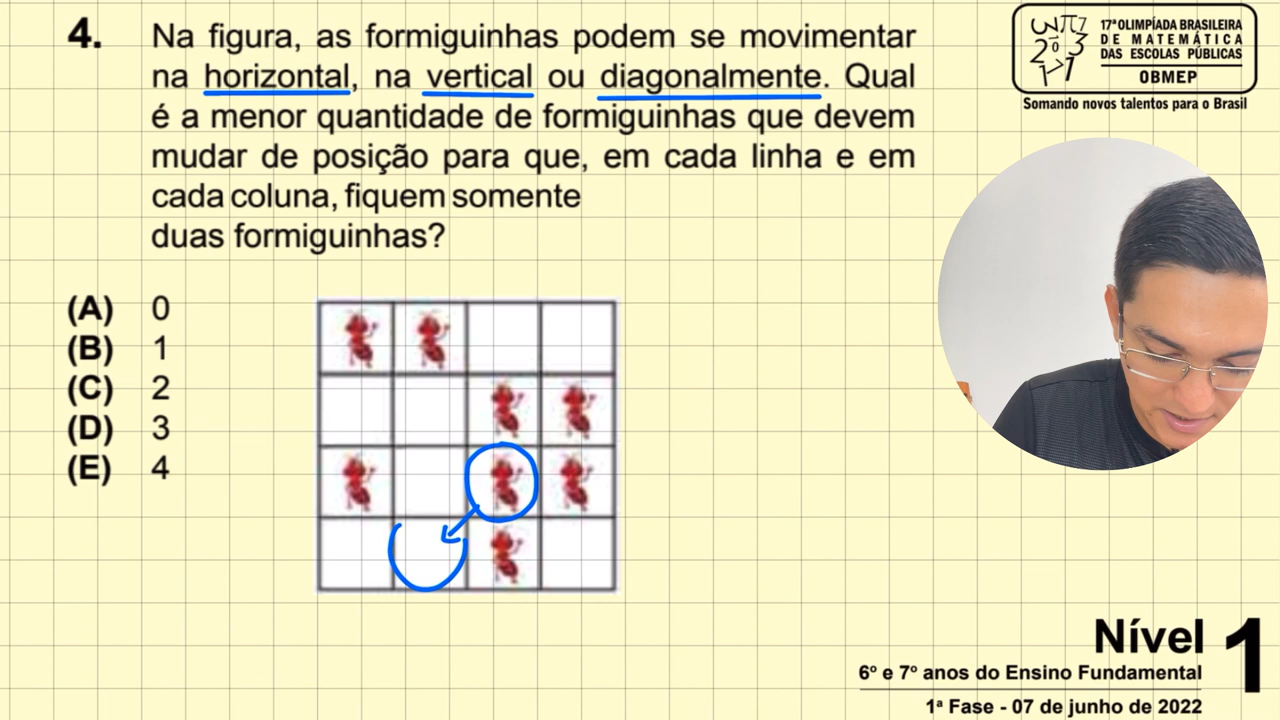 4. Na figura, as formiguinhas podem se movimentar
na horizontal, na vertical ou diagonalmente. Qual
é a menor quantidade de formiguinhas que devem
mudar de posição para que, em cada linha e em
cada coluna, fiquem somente
duas formiguinhas?
(A) 0
(B) 1
(C) 2
(D) 3
(E) 4
17ª OLIMPÍADA BRASILEIRA
DE MATEMÁTICA
DAS ESCOLAS PÚBLICAS
OBMEP
Somando novos talentos para o Brasil
Nível 1
6º e 7º anos do Ensino Fundamental
1ª Fase - 07 de junho de 2022